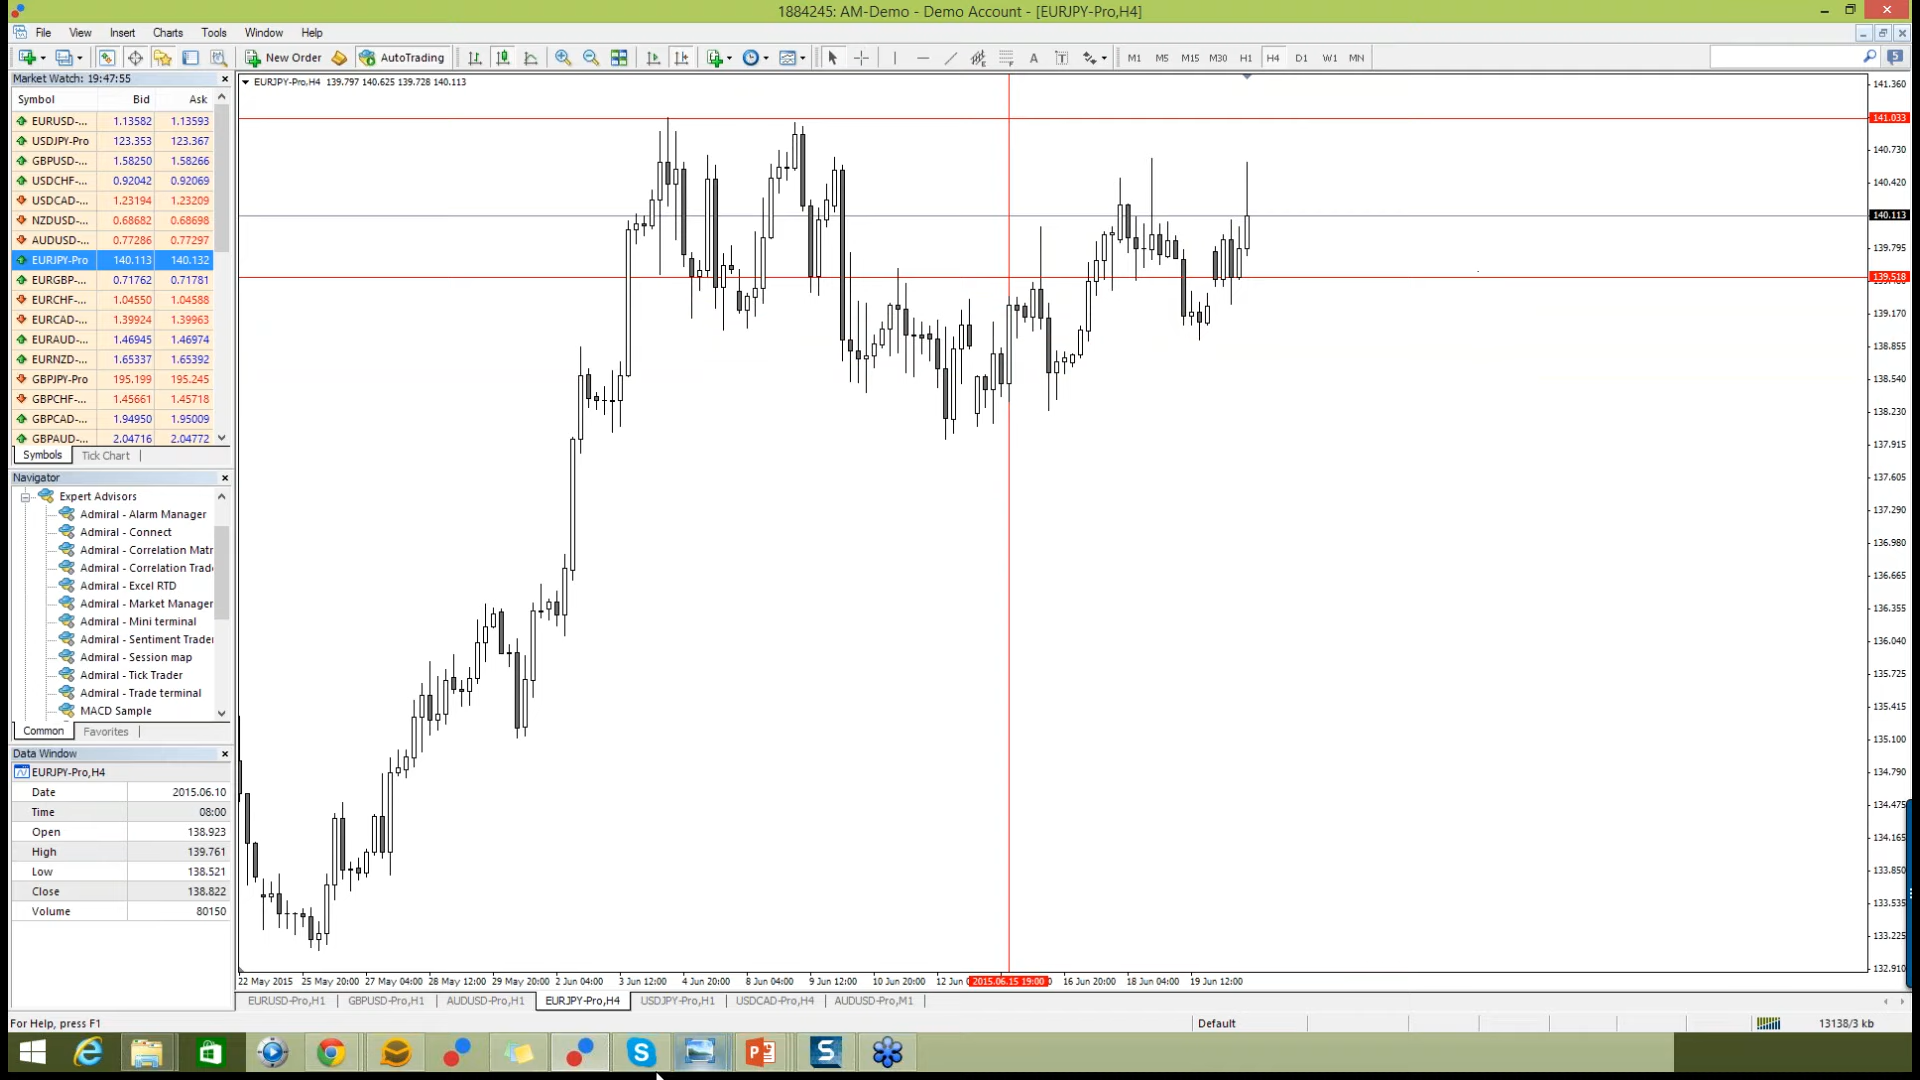 1884245: AM-Demo - Demo Account - [EURJPY-Pro,H4]
File View Insert Charts Tools Window Help
New Order AutoTrading M1 M5 M15 M30 H1 H4 D1 W1 MN 5
Market Watch: 19:47:55
Symbol Bid Ask
EURUSD-... 1.13582 1.13593
USDJPY-Pro 123.353 123.367
GBPUSD-... 1.58250 1.58266
USDCHF-... 0.92042 0.92069
USDCAD-... 1.23194 1.23209
NZDUSD-... 0.68682 0.68698
AUDUSD-... 0.77286 0.77297
EURJPY-Pro 140.113 140.132
EURGBP-... 0.71762 0.71781
EURCHF-... 1.04550 1.04588
EURCAD-... 1.39924 1.39963
EURAUD-... 1.46945 1.46974
EURNZD-... 1.65337 1.65392
GBPJPY-Pro 195.199 195.245
GBPCHF-... 1.45661 1.45718
GBPCAD-... 1.94950 1.95009
GBPAUD-... 2.04716 2.04772
Symbols Tick Chart
Navigator
Expert Advisors
Admiral - Alarm Manager
Admiral - Connect
Admiral - Correlation Matr
Admiral - Correlation Trade
Admiral - Excel RTD
Admiral - Market Manager
Admiral - Mini terminal
Admiral - Sentiment Trader
Admiral - Session map
Admiral - Tick Trader
Admiral - Trade terminal
MACD Sample
Common Favorites
Data Window
EURJPY-Pro,H4
Date 2015.06.10
Time 08:00
Open 138.923
High 139.761
Low 138.521
Close 138.822
Volume 80150
EURJPY-Pro,H4 139.797 140.625 139.728 140.113
141.360
141.033
140.730
140.420
140.113
139.795
139.518
139.170
138.855
138.540
138.230
137.915
137.605
137.290
136.980
136.665
136.355
136.040
135.725
135.415
135.100
134.790
134.475
134.165
133.850
133.535
133.225
132.910
22 May 2015 25 May 20:00 27 May 04:00 28 May 12:00 29 May 20:00 2 Jun 04:00 3 Jun 12:00 4 Jun 20:00 8 Jun 04:00 9 Jun 12:00 10 Jun 20:00 12 Jun 2015.06.15 19:00 16 Jun 20:00 18 Jun 04:00 19 Jun 12:00
EURUSD-Pro,H1 GBPUSD-Pro,H1 AUDUSD-Pro,H1 EURJPY-Pro,H4 USDJPY-Pro,H1 USDCAD-Pro,H4 AUDUSD-Pro,M1
For Help, press F1 Default 13138/3 kb